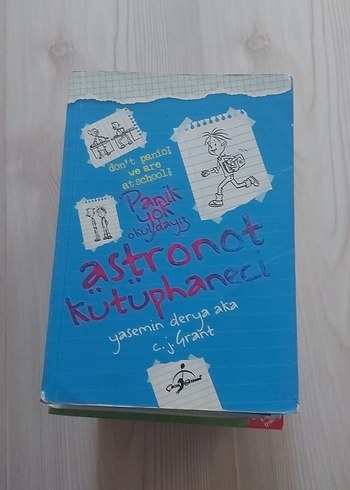 don't panic!
we are
at school!
Panik
yok
okuldayız
astronot
kütüphaneci
yasemin derya aka
c.j. Grant